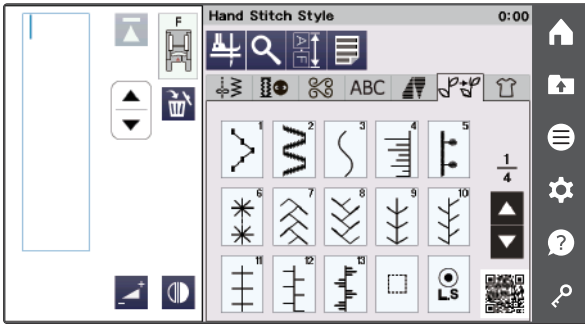 F
Hand Stitch Style 0:00
A F
ABC
1 2 3 4 5
1
4
6 7 8 9 10
11 12 13
L.S
?